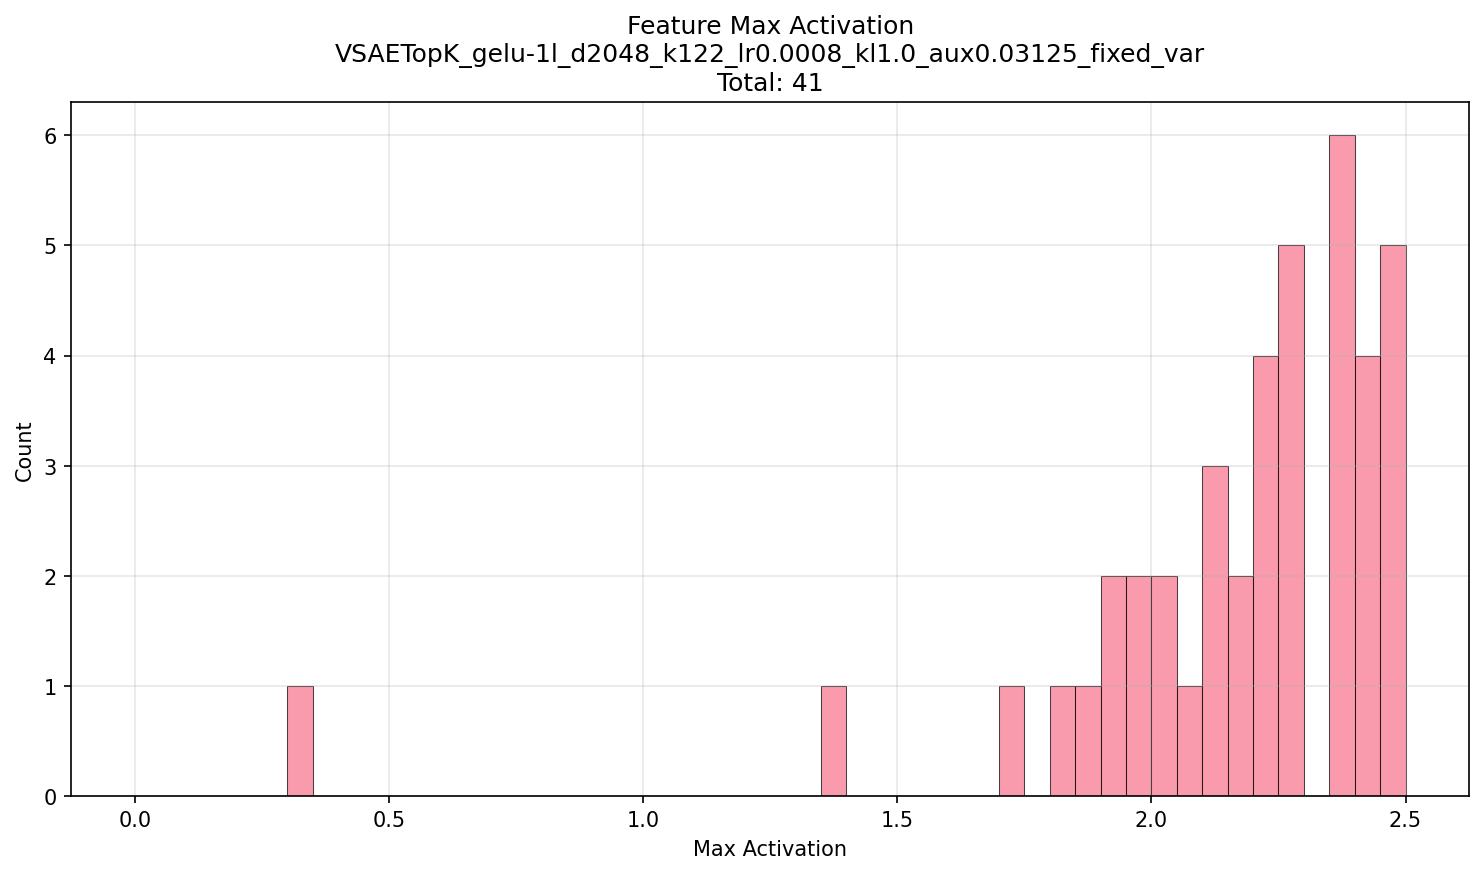 Feature Max Activation
VSAETopK_gelu-1l_d2048_k122_lr0.0008_kl1.0_aux0.03125_fixed_var
Total: 41
6
5
4
3
2
1
0
Count
0.0 0.5 1.0 1.5 2.0 2.5
Max Activation